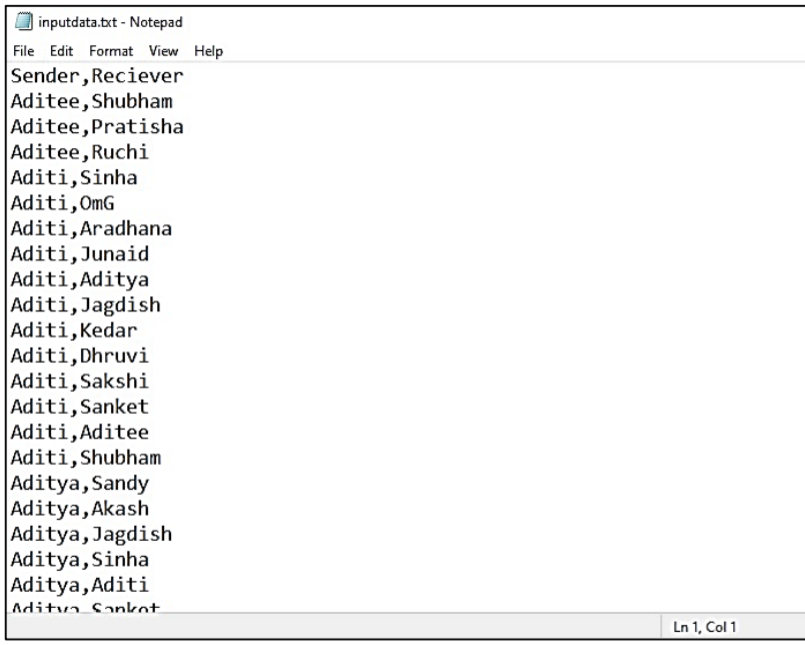 inputdata.txt - Notepad
File Edit Format View Help
Sender,Reciever
Aditee,Shubham
Aditee,Pratisha
Aditee,Ruchi
Aditi,Sinha
Aditi,OmG
Aditi,Aradhana
Aditi,Junaid
Aditi,Aditya
Aditi,Jagdish
Aditi,Kedar
Aditi,Dhruvi
Aditi,Sakshi
Aditi,Sanket
Aditi,Aditee
Aditi,Shubham
Aditya,Sandy
Aditya,Akash
Aditya,Jagdish
Aditya,Sinha
Aditya,Aditi
Aditya,Sanket
Ln 1, Col 1